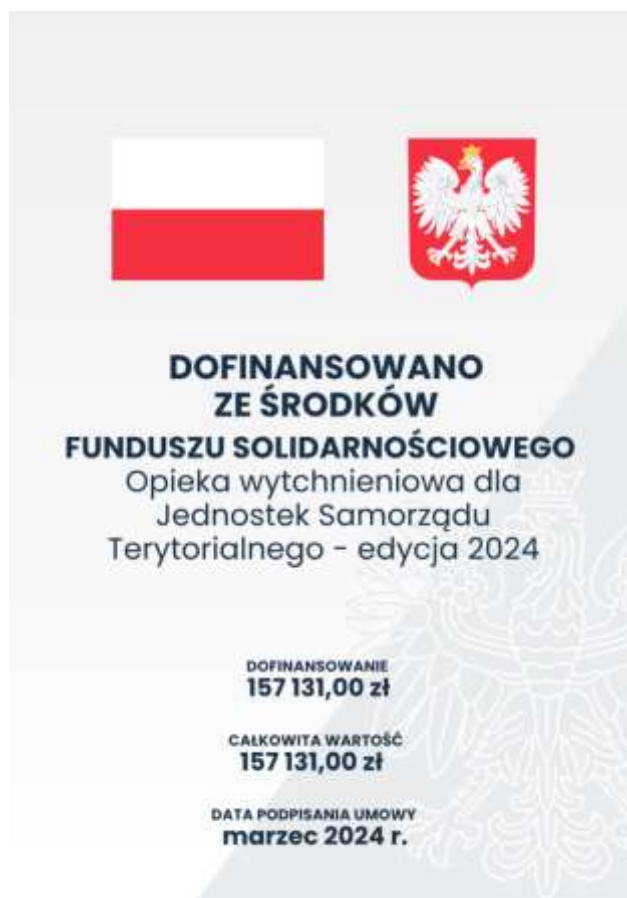 DOFINANSOWANO
ZE ŚRODKÓW
FUNDUSZU SOLIDARNOŚCIOWEGO
Opieka wytchnieniowa dla
Jednostek Samorządu
Terytorialnego - edycja 2024
DOFINANSOWANIE
157 131,00 zł
CAŁKOWITA WARTOŚĆ
157 131,00 zł
DATA PODPISANIA UMOWY
marzec 2024 r.